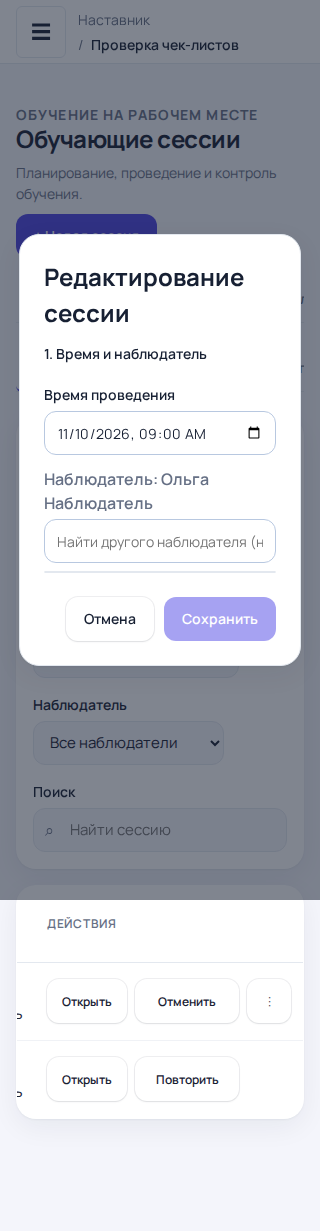 ☰
Наставник
/ Проверка чек-листов
ОБУЧЕНИЕ НА РАБОЧЕМ МЕСТЕ
Обучающие сессии
Планирование, проведение и контроль
обучения.
Редактирование
сессии
1. Время и наблюдатель
Время проведения
11/10/2026, 09:00 AM
Наблюдатель: Ольга
Наблюдатель
Найти другого наблюдателя (н
Отмена
Сохранить
Наблюдатель
Все наблюдатели
Поиск
⌕ Найти сессию
ДЕЙСТВИЯ
ь
Открыть
Отменить
⋮
ь
Открыть
Повторить